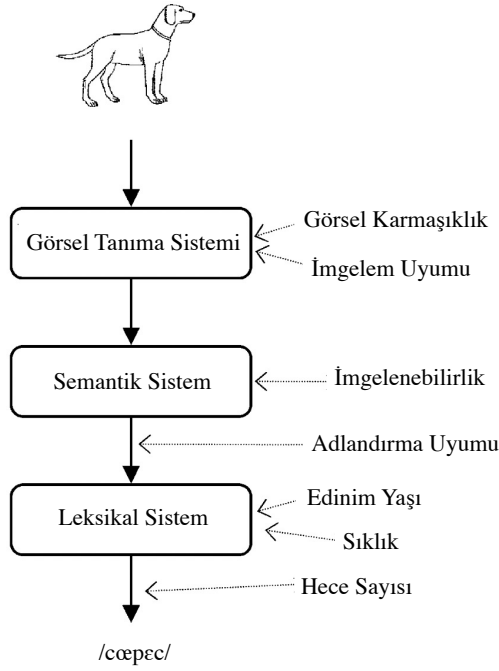 Görsel Tanıma Sistemi
Görsel Karmaşıklık
İmgelem Uyumu
Semantik Sistem
İmgelenebilirlik
Adlandırma Uyumu
Leksikal Sistem
Edinim Yaşı
Sıklık
Hece Sayısı
/cœpɛc/